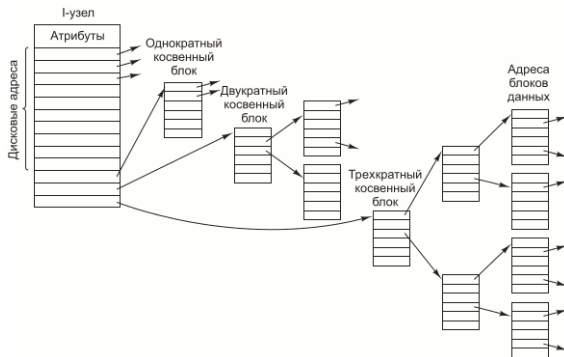 I-узел
Атрибуты
Дисковые адреса
Однократный
косвенный
блок
Двукратный
косвенный
блок
Трехкратный
косвенный
блок
Адреса
блоков
данных